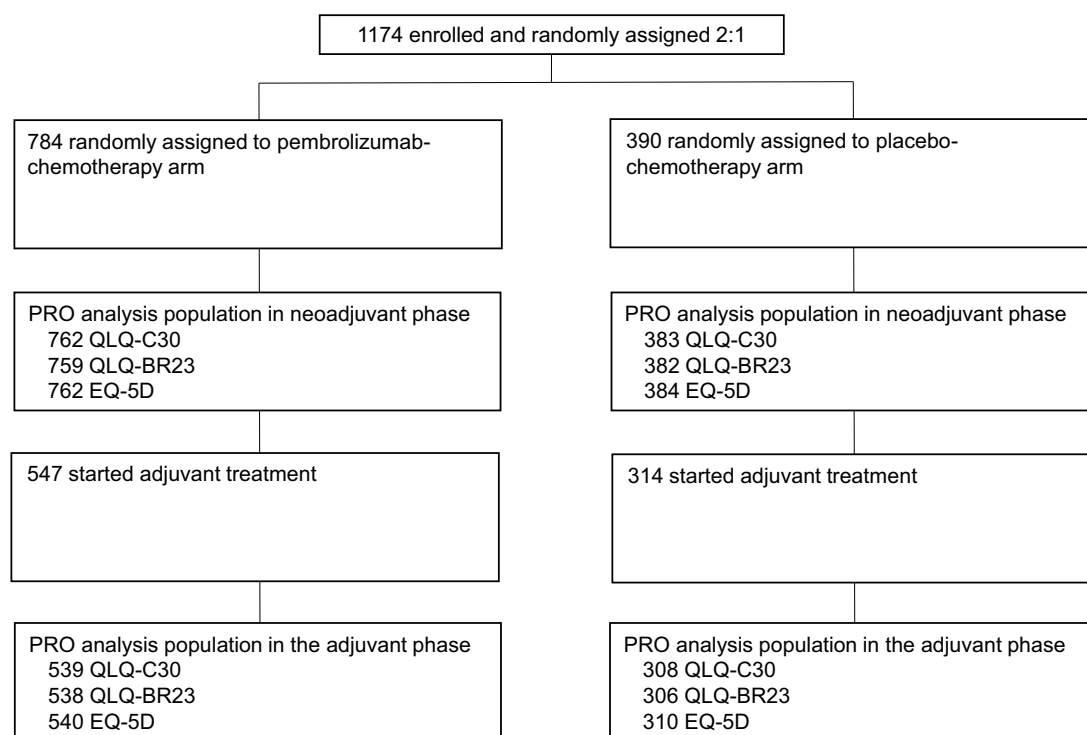 1174 enrolled and randomly assigned 2:1
784 randomly assigned to pembrolizumab-
chemotherapy arm
390 randomly assigned to placebo-
chemotherapy arm
PRO analysis population in neoadjuvant phase
762 QLQ-C30
759 QLQ-BR23
762 EQ-5D
PRO analysis population in neoadjuvant phase
383 QLQ-C30
382 QLQ-BR23
384 EQ-5D
547 started adjuvant treatment
314 started adjuvant treatment
PRO analysis population in the adjuvant phase
539 QLQ-C30
538 QLQ-BR23
540 EQ-5D
PRO analysis population in the adjuvant phase
308 QLQ-C30
306 QLQ-BR23
310 EQ-5D